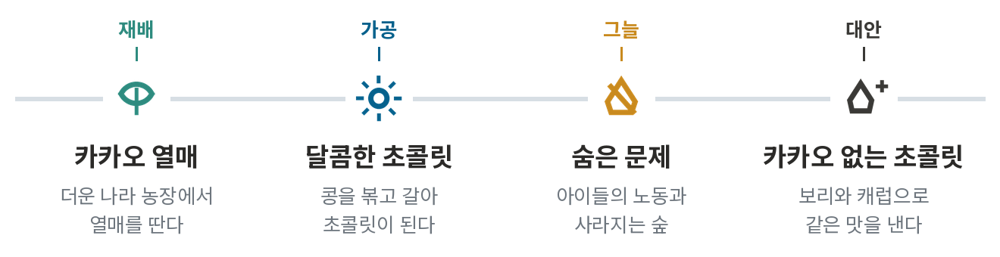 재배
카카오 열매
더운 나라 농장에서
열매를 딴다
가공
달콤한 초콜릿
콩을 볶고 갈아
초콜릿이 된다
그늘
숨은 문제
아이들의 노동과
사라지는 숲
대안
카카오 없는 초콜릿
보리와 캐럽으로
같은 맛을 낸다